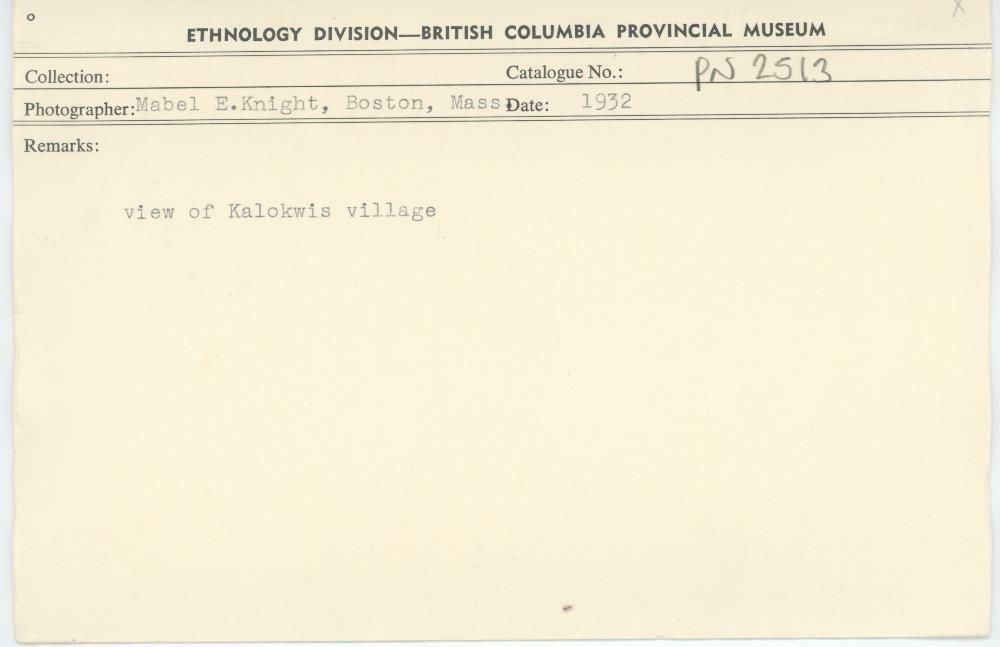 ETHNOLOGY DIVISION—BRITISH COLUMBIA PROVINCIAL MUSEUM
Collection: Catalogue No.: PN 2513
Photographer: Mabel E.Knight, Boston, Mass Date: 1932
Remarks:
view of Kalokwis village